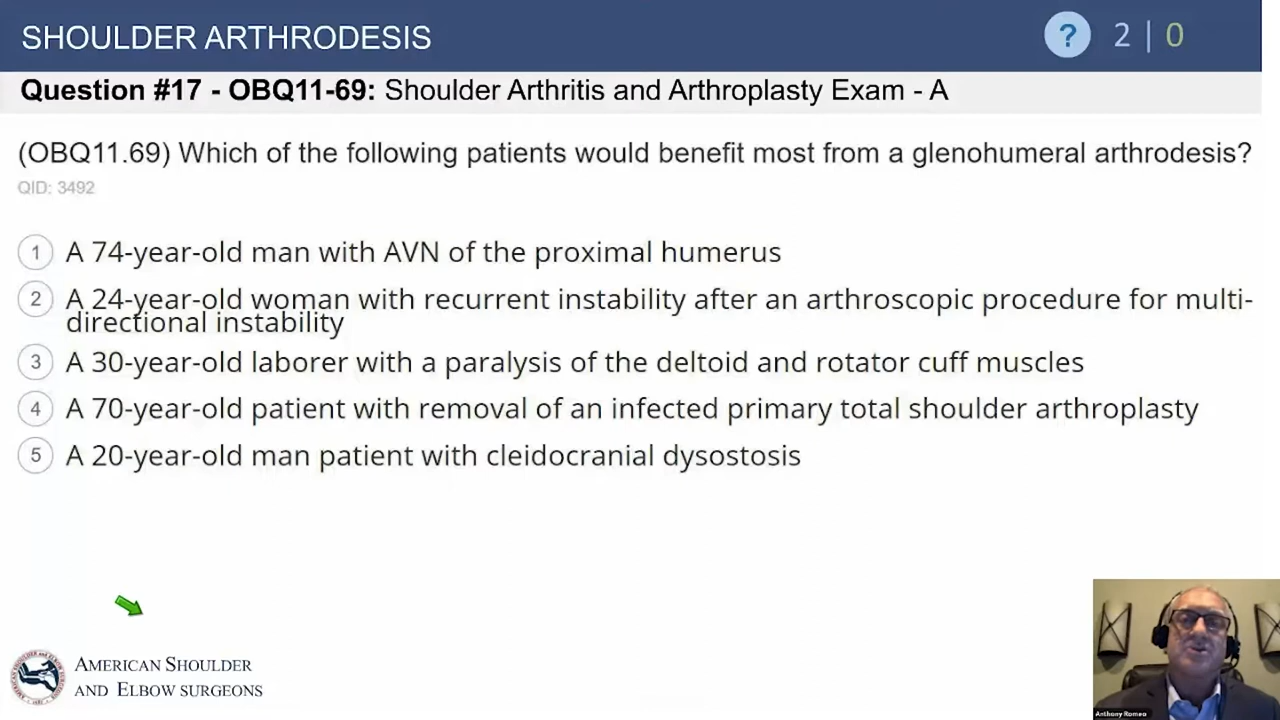 SHOULDER ARTHRODESIS
? 2 | 0
Question #17 - OBQ11-69: Shoulder Arthritis and Arthroplasty Exam - A
(OBQ11.69) Which of the following patients would benefit most from a glenohumeral arthrodesis?
QID: 3492
1 A 74-year-old man with AVN of the proximal humerus
2 A 24-year-old woman with recurrent instability after an arthroscopic procedure for multi-
directional instability
3 A 30-year-old laborer with a paralysis of the deltoid and rotator cuff muscles
4 A 70-year-old patient with removal of an infected primary total shoulder arthroplasty
5 A 20-year-old man patient with cleidocranial dysostosis
AMERICAN SHOULDER
AND ELBOW SURGEONS
Anthony Romeo